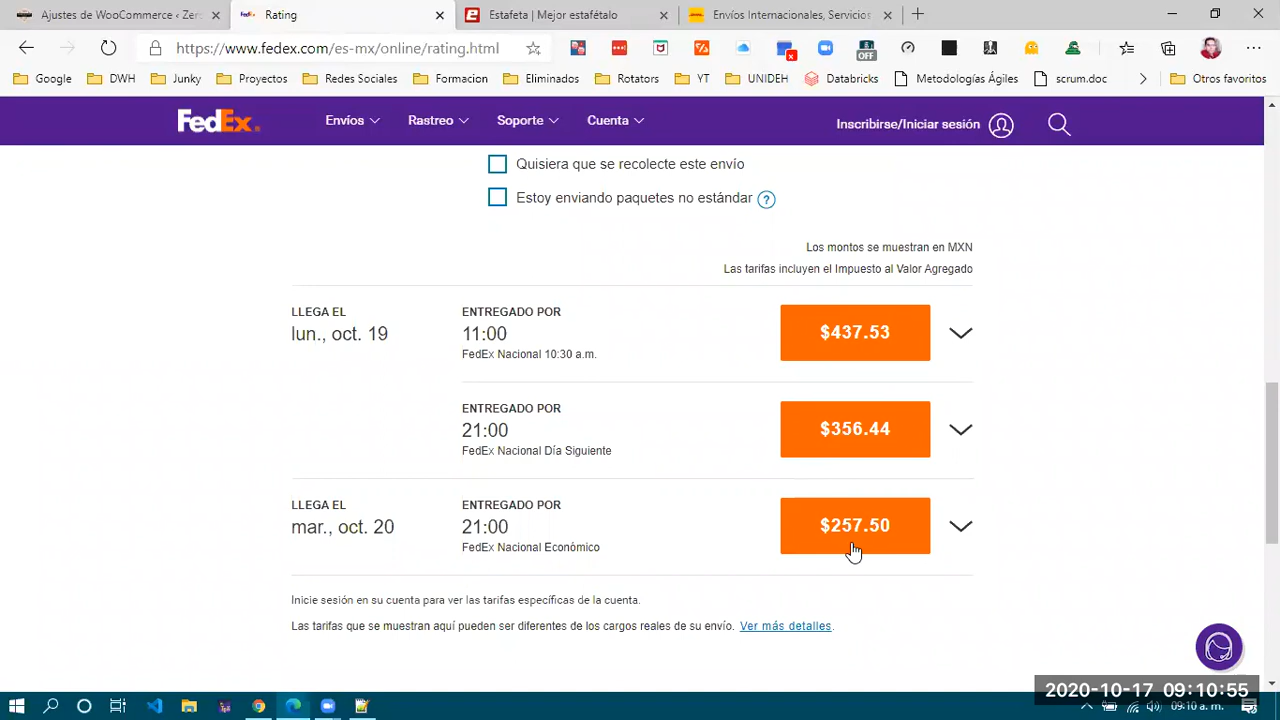 Ajustes de WooCommerce ‹ Zer
Rating
Estafeta | Mejor estafétalo
Envíos Internacionales, Servicios
https://www.fedex.com/es-mx/online/rating.html
OFF
Google
DWH
Junky
Proyectos
Redes Sociales
Formacion
Eliminados
Rotators
YT
UNIDEH
Databricks
Metodologías Ágiles
scrum.doc
Otros favoritos
FedEx.
Envíos
Rastreo
Soporte
Cuenta
Inscribirse/Iniciar sesión
Quisiera que se recolecte este envío
Estoy enviando paquetes no estándar ?
Los montos se muestran en MXN
Las tarifas incluyen el Impuesto al Valor Agregado
LLEGA EL
lun., oct. 19
ENTREGADO POR
11:00
FedEx Nacional 10:30 a.m.
$437.53
ENTREGADO POR
21:00
FedEx Nacional Día Siguiente
$356.44
LLEGA EL
mar., oct. 20
ENTREGADO POR
21:00
FedEx Nacional Económico
$257.50
Inicie sesión en su cuenta para ver las tarifas específicas de la cuenta.
Las tarifas que se muestran aquí pueden ser diferentes de los cargos reales de su envío. Ver más detalles.
2020-10-17 09:10:55
09:10 a. m.